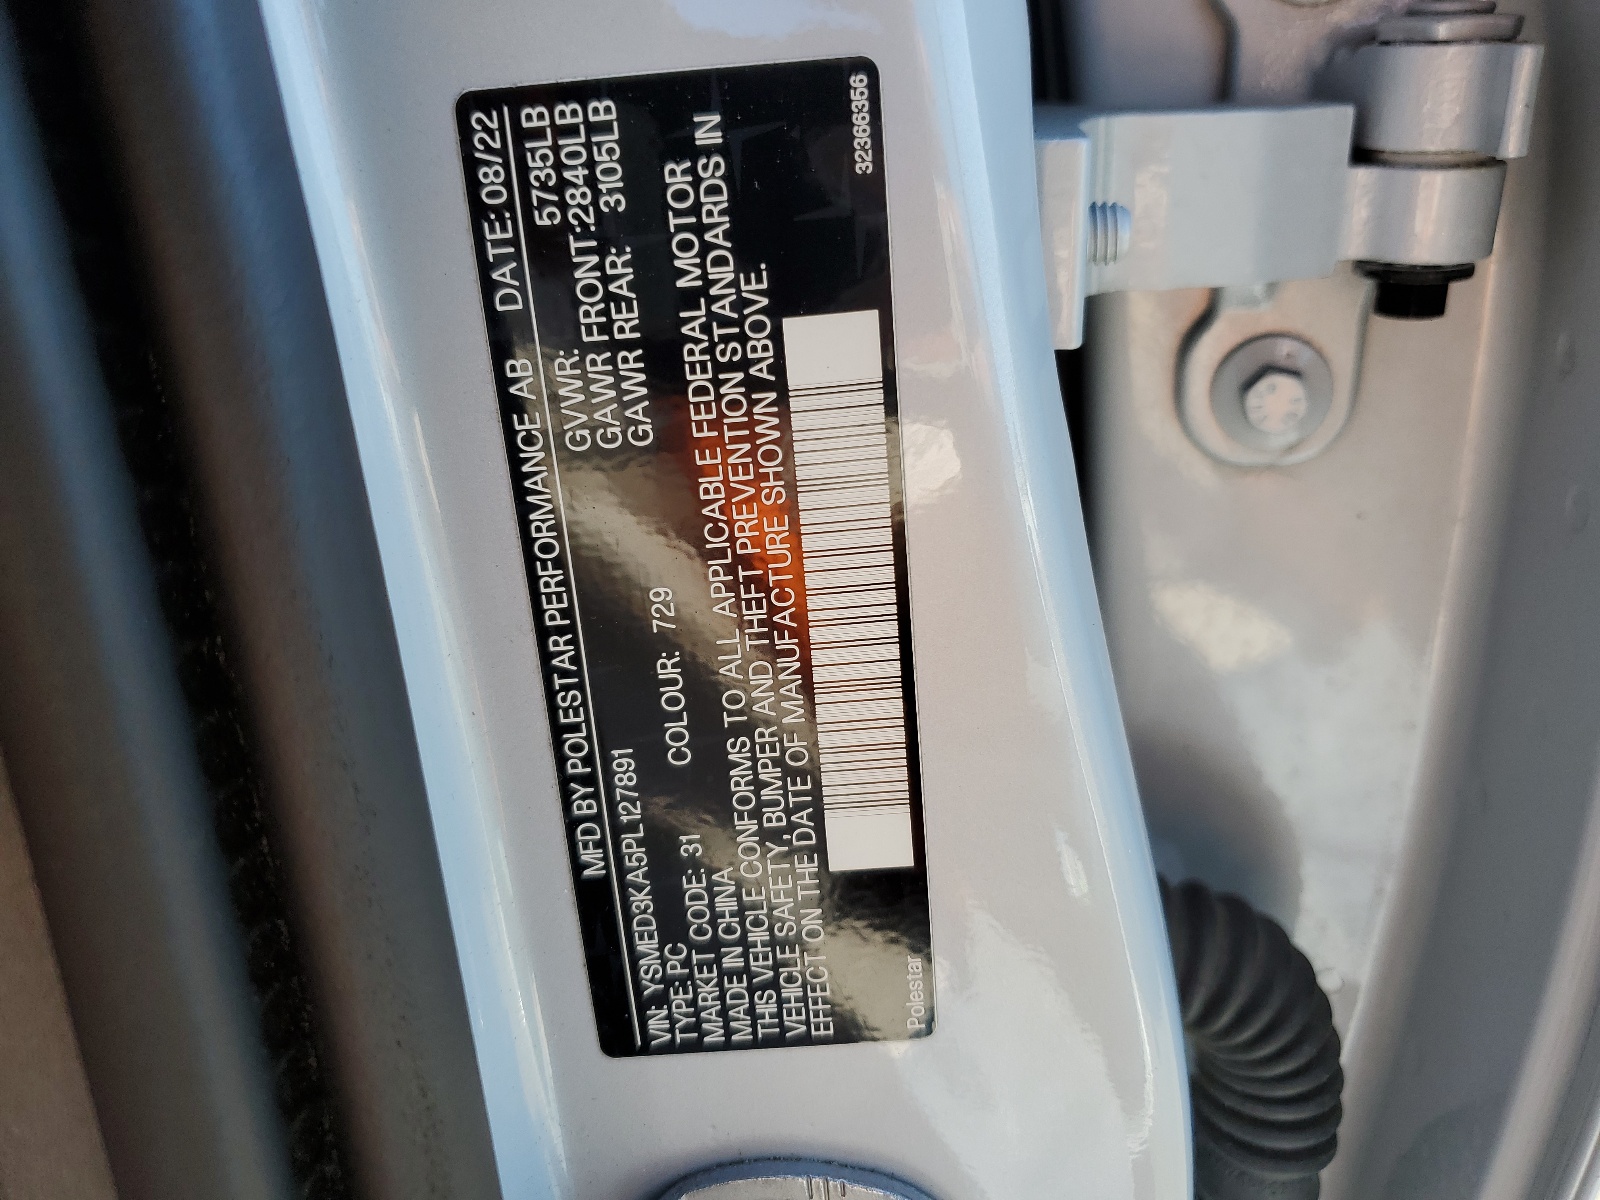 MFD BY POLESTAR PERFORMANCE AB DATE: 08/22
GVWR: 5735LB
GAWR FRONT:2840LB
VIN: YSMED3KA5PL127891 GAWR REAR: 3105LB
TYPE: PC
MARKET CODE: 31 COLOUR: 729
MADE IN CHINA
THIS VEHICLE CONFORMS TO ALL APPLICABLE FEDERAL MOTOR
VEHICLE SAFETY, BUMPER AND THEFT PREVENTION STANDARDS IN
EFFECT ON THE DATE OF MANUFACTURE SHOWN ABOVE.
Polestar 32366356